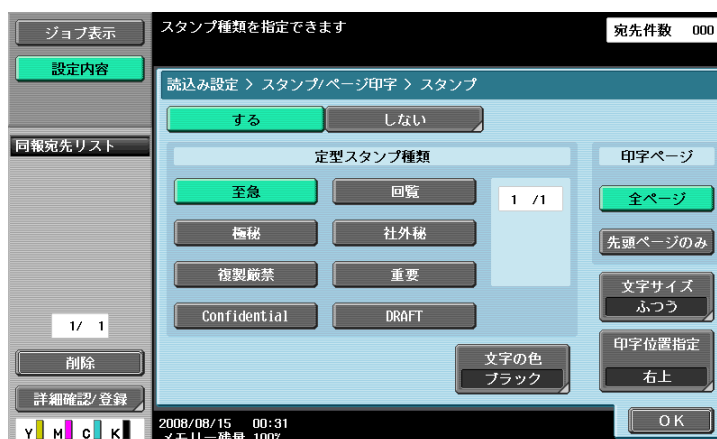 ジョブ表示
スタンプ種類を指定できます
宛先件数 000
設定内容
読込み設定 > スタンプ/ページ印字 > スタンプ
する
しない
同報宛先リスト
定型スタンプ種類
印字ページ
至急
回覧
1 /1
全ページ
極秘
社外秘
先頭ページのみ
複製厳禁
重要
文字サイズ
ふつう
Confidential
DRAFT
1/ 1
印字位置指定
右上
削除
文字の色
ブラック
詳細確認/登録
OK
Y M C K
2008/08/15 00:31
メモリー残量 100%